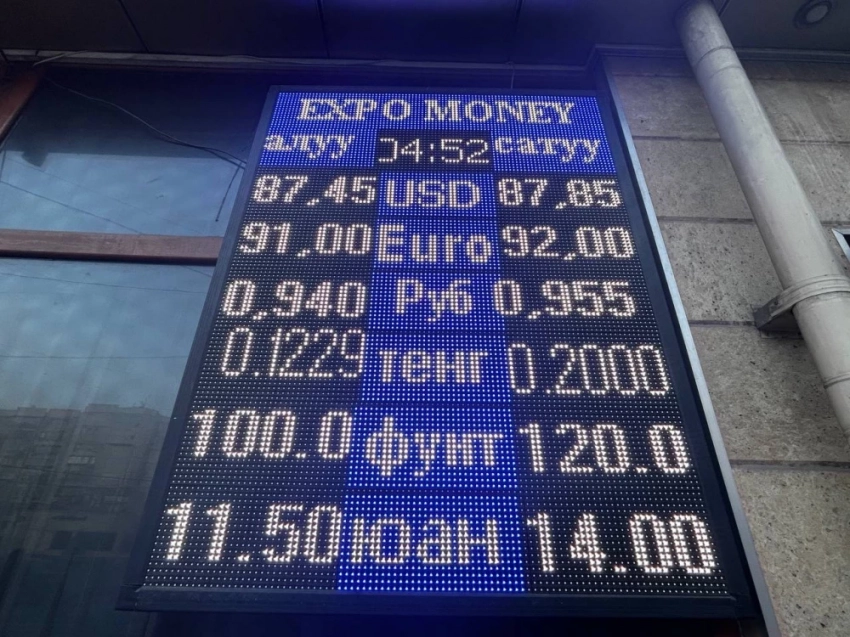 EXPO MONEY
алуу 04:52 сатуу
87,45 USD 87,85
91,00 Euro 92,00
0,940 Руб 0,955
0.1229 тенг 0.2000
100.0 фунт 120.0
11.50 юан 14.00